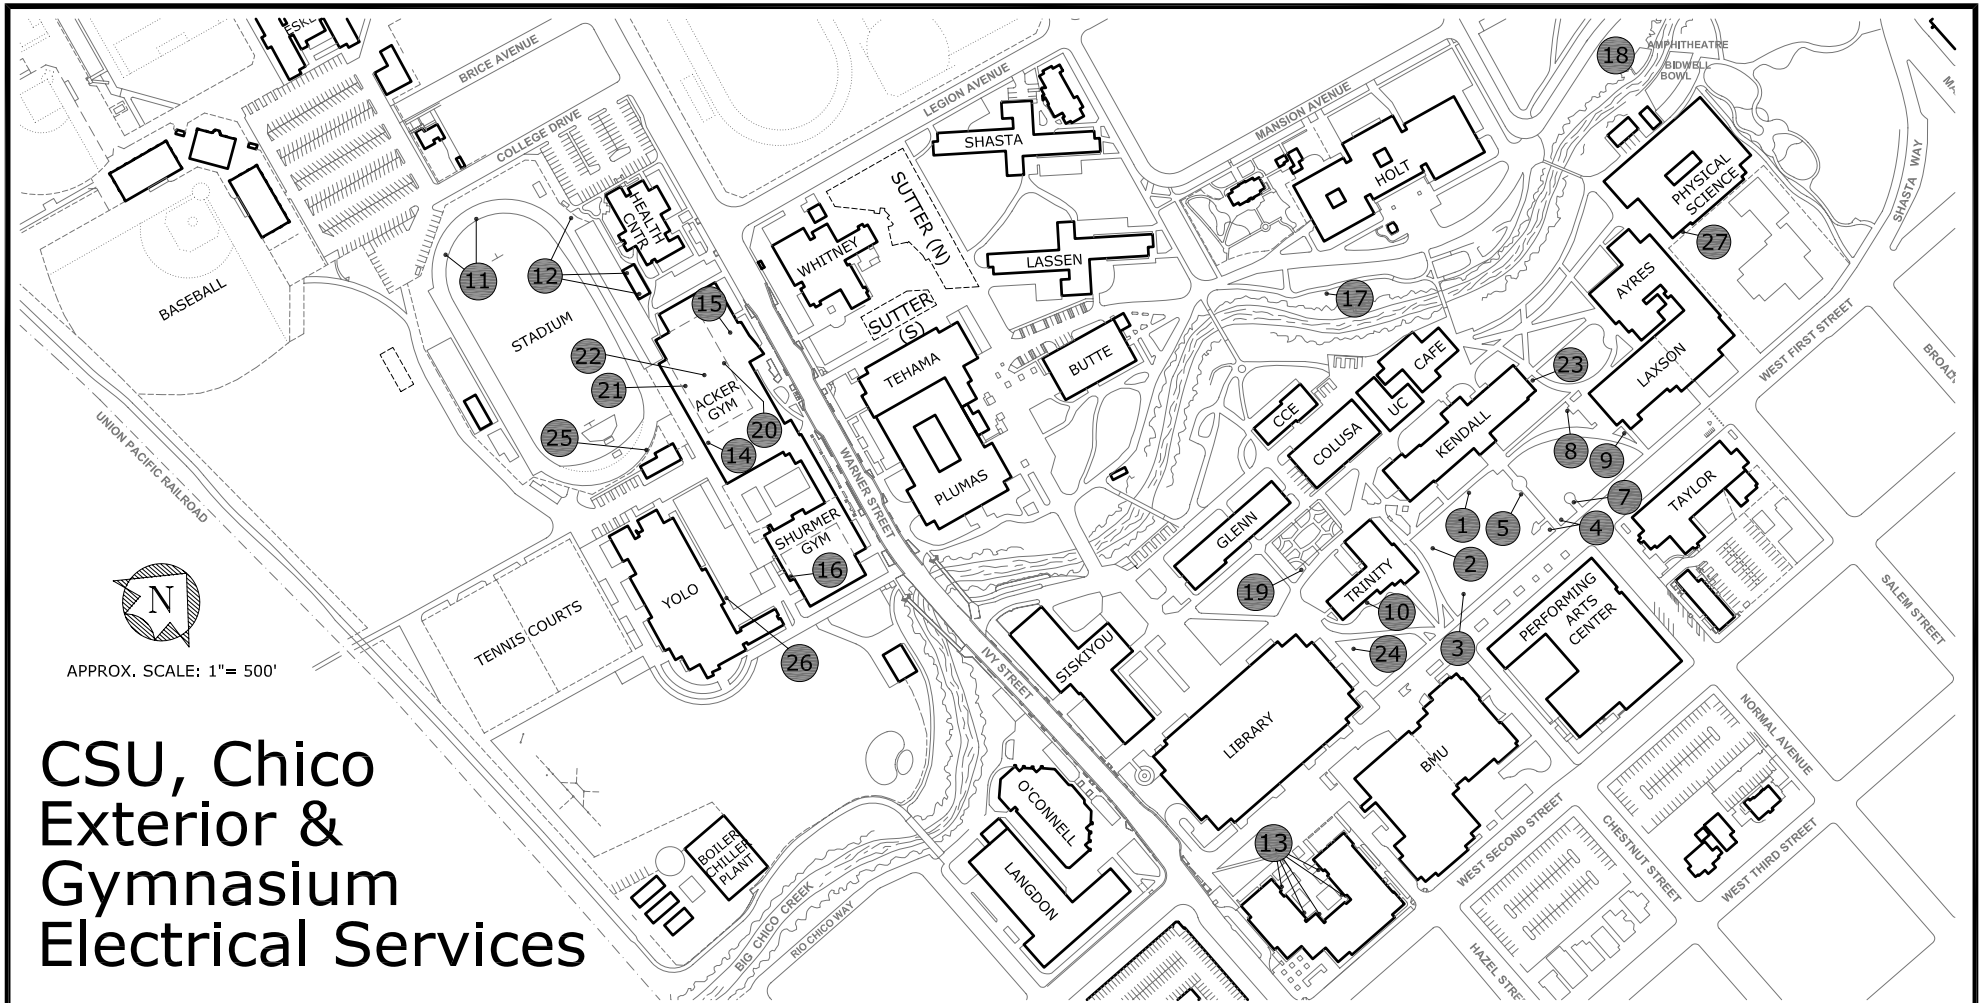 BRICE AVENUE
LEGION AVENUE
MANSION AVENUE
COLLEGE DRIVE
18
AMPHITHEATRE
BIDWELL
BOWL
SHASTA
HOLT
PHYSICAL
SCIENCE
SHASTA WAY
HEALTH
CNTR
WHITNEY
SUTTER (N)
SUTTER
(S)
LASSEN
27
AYRES
11
12
15
17
BASEBALL
STADIUM
22
21
ACKER
GYM
TEHAMA
BUTTE
CAFE
UC
CCE
COLUSA
KENDALL
23
LAXSON
WEST FIRST STREET
25
14
20
PLUMAS
WARNER STREET
8
9
TAYLOR
UNION PACIFIC RAILROAD
SHURMER
GYM
16
GLENN
1
5
7
4
2
TRINITY
19
10
3
24
N
APPROX. SCALE: 1"= 500'
TENNIS COURTS
YOLO
26
PERFORMING
ARTS
CENTER
SALEM STREET
SISKIYOU
IVY STREET
LIBRARY
BMU
NORMAL AVENUE
CSU, Chico
Exterior &
Gymnasium
Electrical Services
BOILER
CHILLER
PLANT
O'CONNELL
LANGDON
13
WEST SECOND STREET
CHESTNUT STREET
WEST THIRD STREET
BIG CHICO CREEK
RIO CHICO WAY